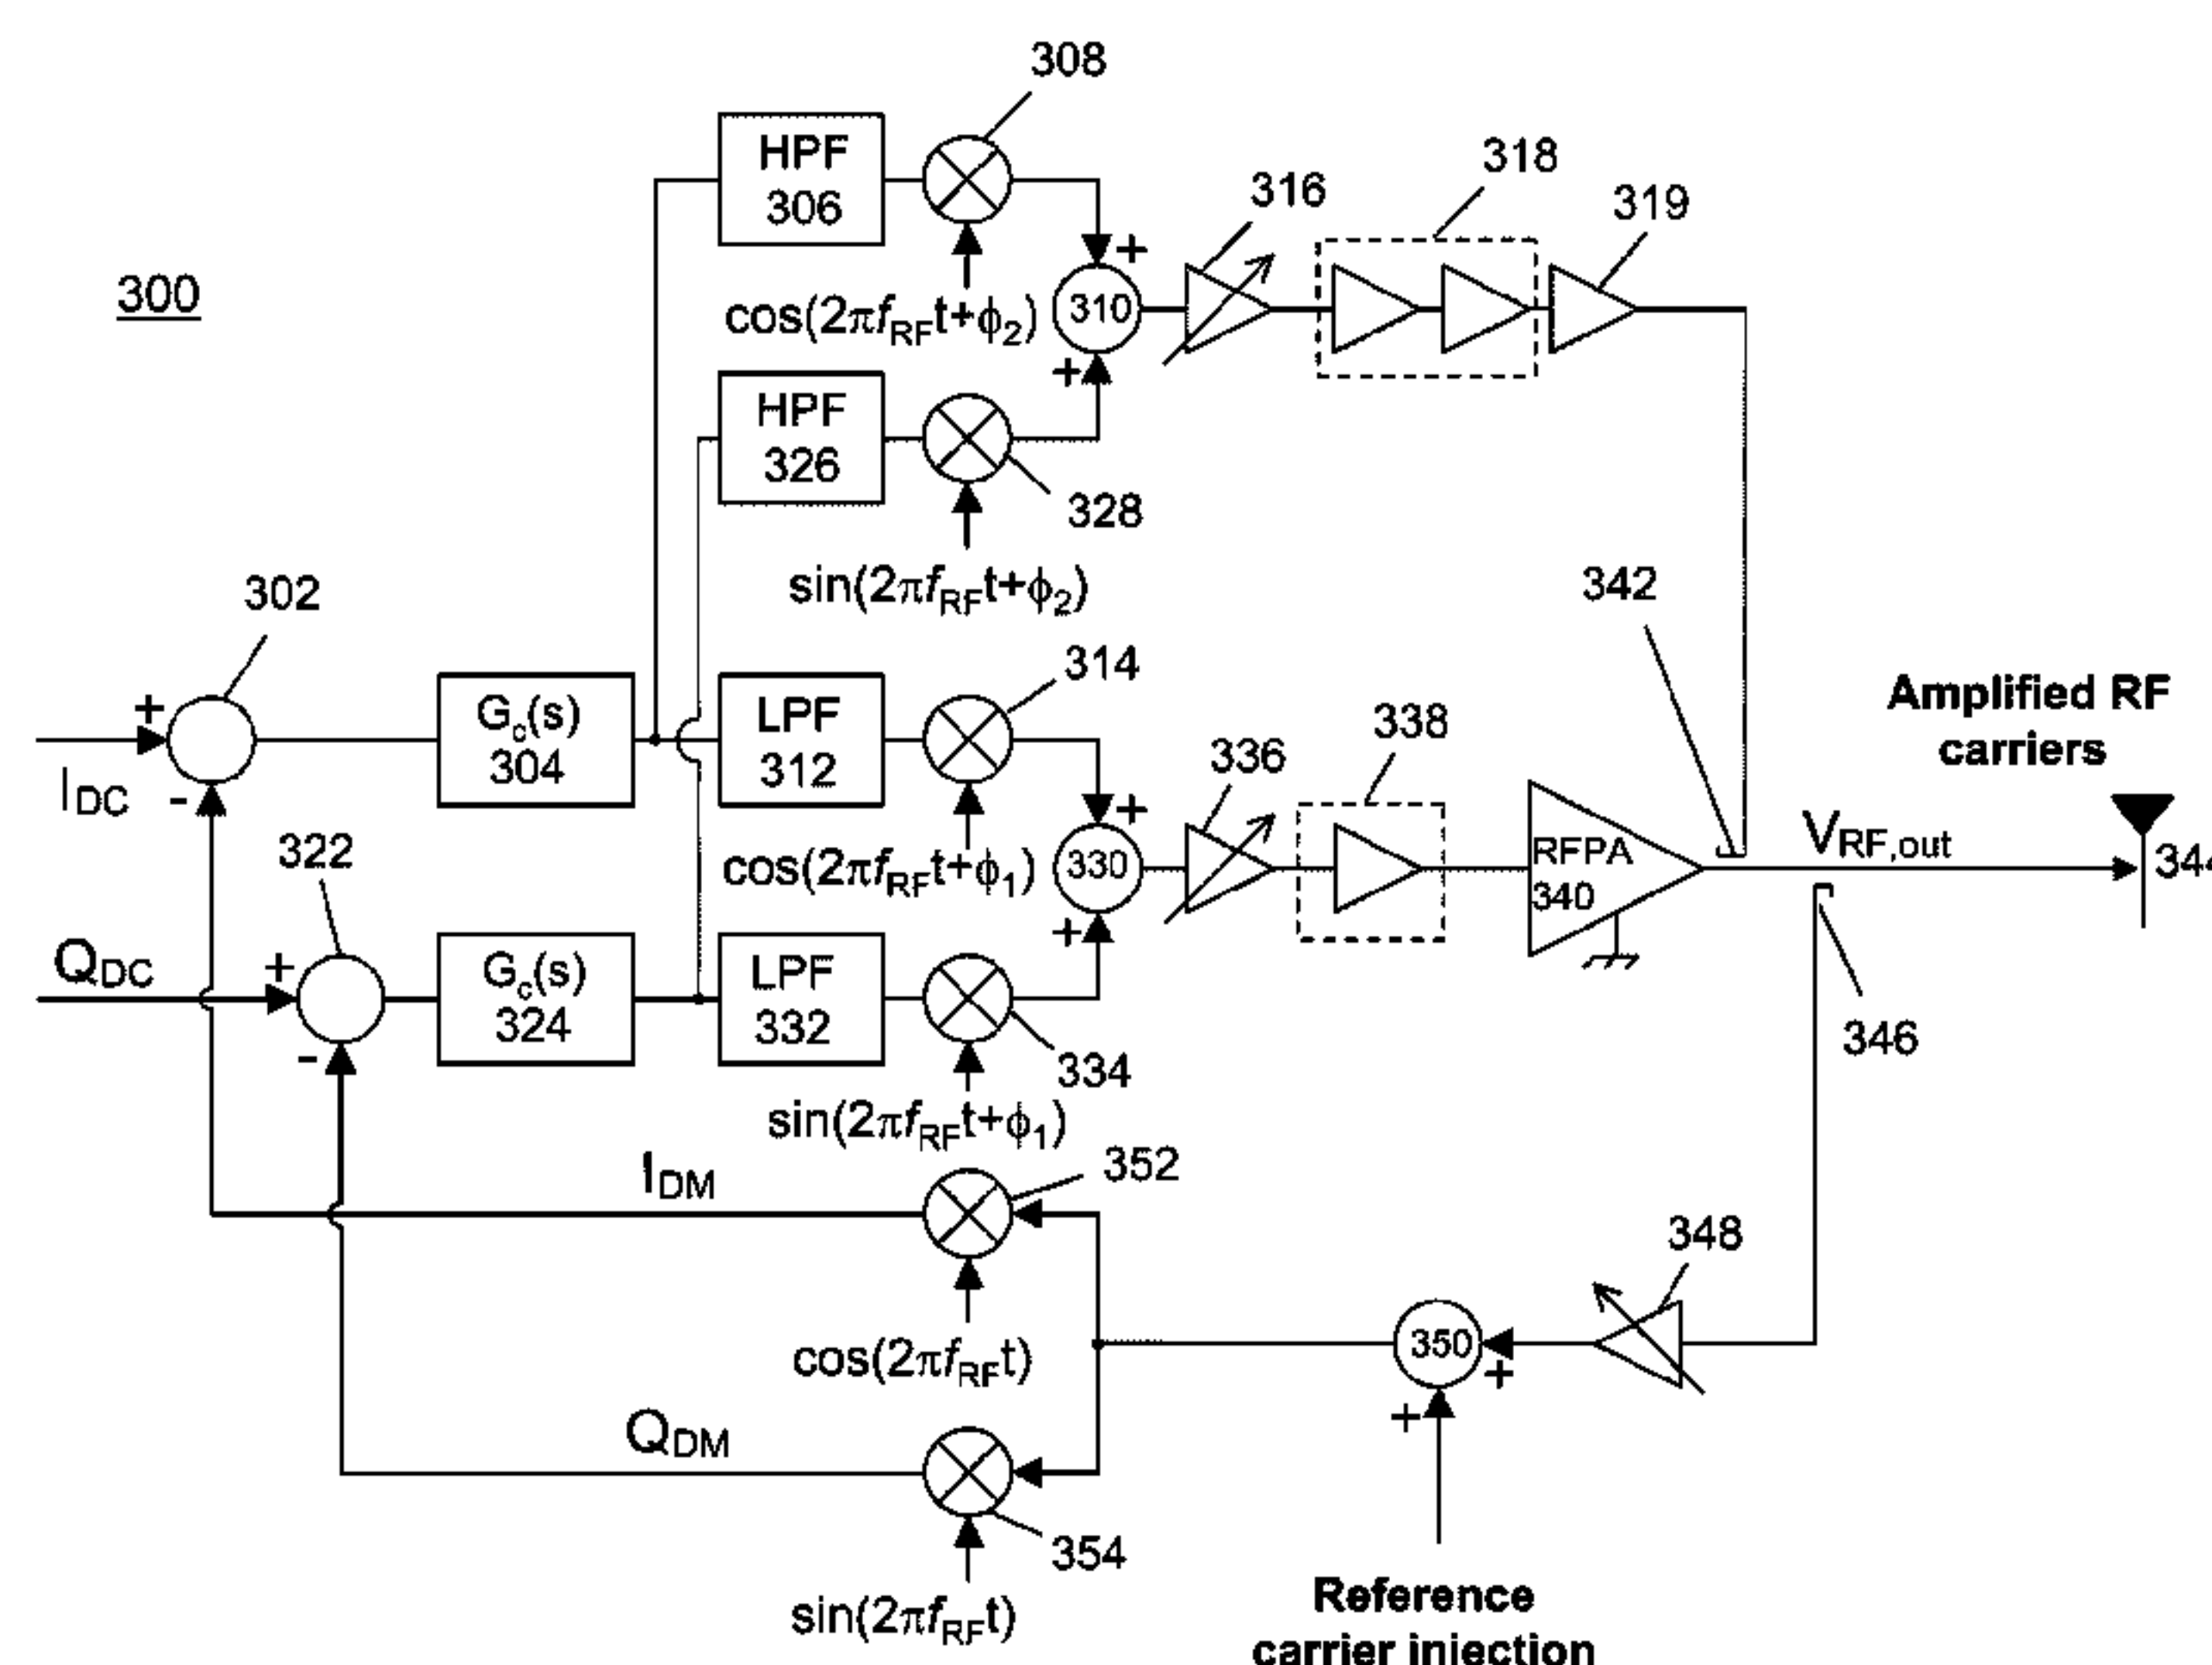 308
HPF
306
318
316
319
300
+
310
cos(2πfRFt+ϕ2)
+
HPF
326
328
sin(2πfRFt+ϕ2)
302
342
314
Amplified RF
carriers
+
Gc(s)
304
LPF
312
338
336
IDC
-
+
VRF,out
322
cos(2πfRFt+ϕ1)
330
RFPA
340
344
QDC
+
Gc(s)
324
LPF
332
+
-
334
346
sin(2πfRFt+ϕ1)
IDM
352
348
cos(2πfRFt)
350
+
+
QDM
354
sin(2πfRFt)
Reference
carrier injection